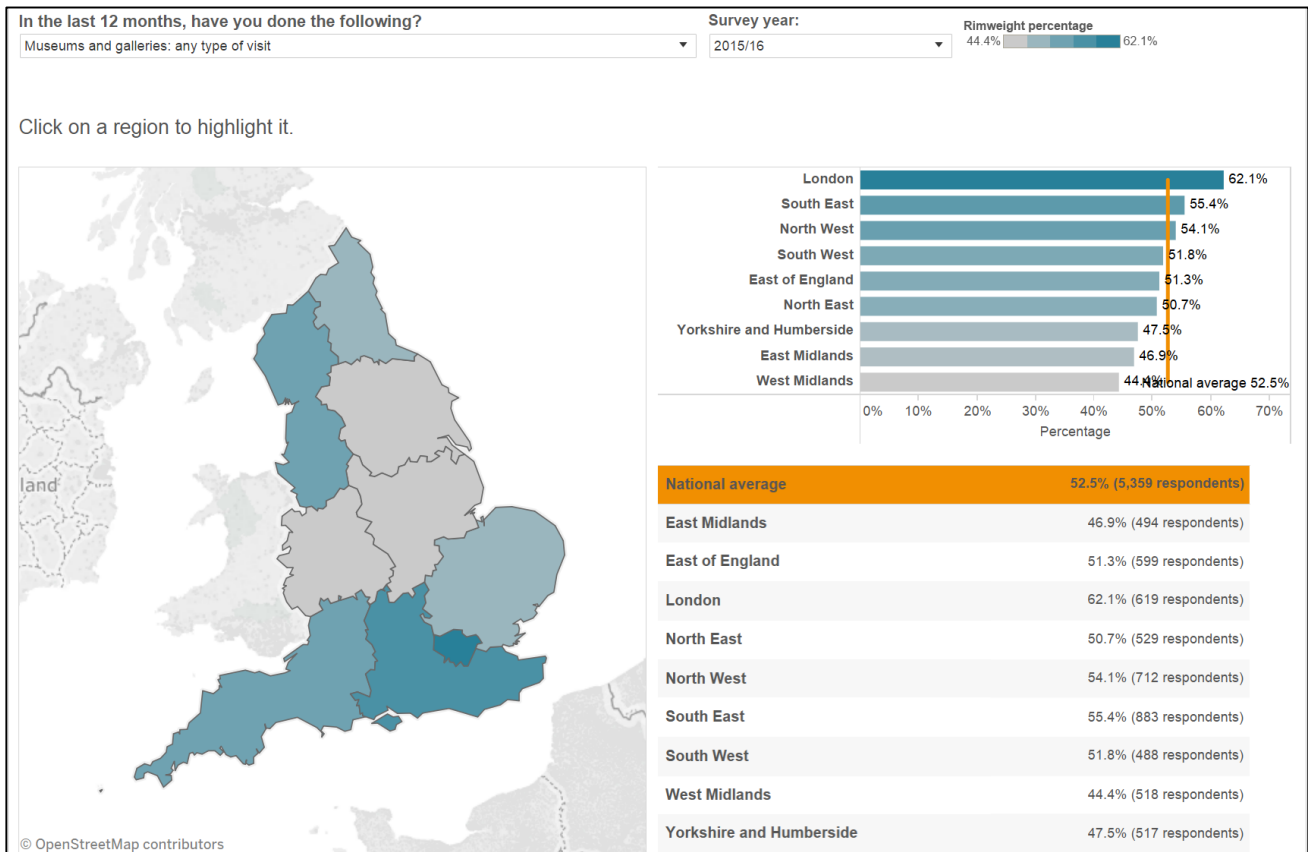 In the last 12 months, have you done the following?
Museums and galleries: any type of visit
Survey year:
2015/16
Rimweight percentage
44.4% 62.1%
Click on a region to highlight it.
land
© OpenStreetMap contributors
London 62.1%
South East 55.4%
North West 54.1%
South West 51.8%
East of England 51.3%
North East 50.7%
Yorkshire and Humberside 47.5%
East Midlands 46.9%
West Midlands 44.4% National average 52.5%
0% 10% 20% 30% 40% 50% 60% 70%
Percentage
National average 52.5% (5,359 respondents)
East Midlands 46.9% (494 respondents)
East of England 51.3% (599 respondents)
London 62.1% (619 respondents)
North East 50.7% (529 respondents)
North West 54.1% (712 respondents)
South East 55.4% (883 respondents)
South West 51.8% (488 respondents)
West Midlands 44.4% (518 respondents)
Yorkshire and Humberside 47.5% (517 respondents)